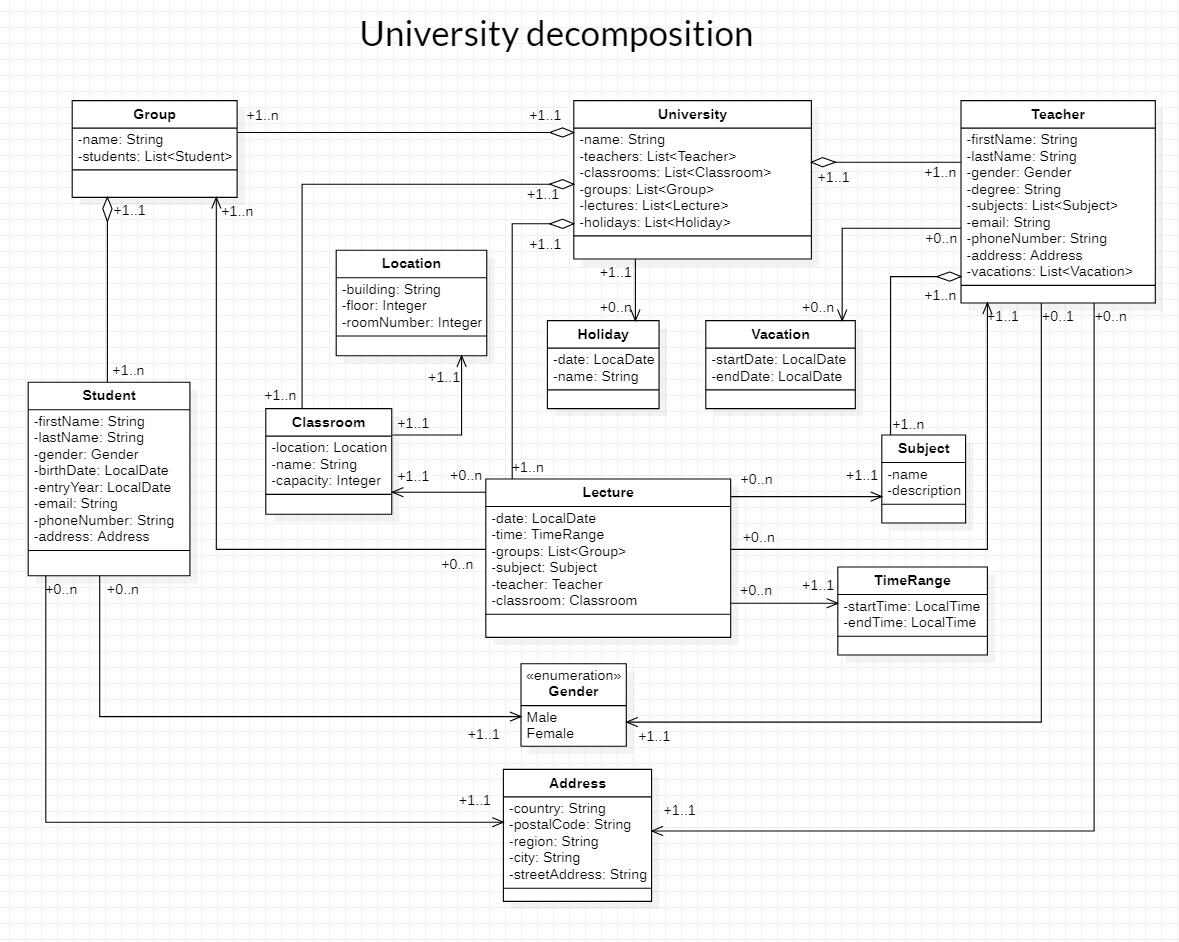 University decomposition
Group
-name: String
-students: List<Student>
+1..n
+1..1
University
-name: String
-teachers: List<Teacher>
-classrooms: List<Classroom>
-groups: List<Group>
-lectures: List<Lecture>
-holidays: List<Holiday>
+1..1
+1..1
+1..1
+1..n
Teacher
-firstName: String
-lastName: String
-gender: Gender
-degree: String
-subjects: List<Subject>
-email: String
-phoneNumber: String
-address: Address
-vacations: List<Vacation>
+0..n
+1..n
+1..1
+0..1
+0..n
+1..1
+1..n
Location
-building: String
-floor: Integer
-roomNumber: Integer
+1..1
+0..n
+0..n
Holiday
-date: LocaDate
-name: String
Vacation
-startDate: LocalDate
-endDate: LocalDate
+1..n
Student
-firstName: String
-lastName: String
-gender: Gender
-birthDate: LocalDate
-entryYear: LocalDate
-email: String
-phoneNumber: String
-address: Address
+0..n
+0..n
+1..1
+1..n
+1..1
Classroom
-location: Location
-name: String
-capacity: Integer
+1..1
+0..n
+1..n
+1..n
Subject
-name
-description
Lecture
-date: LocalDate
-time: TimeRange
-groups: List<Group>
-subject: Subject
-teacher: Teacher
-classroom: Classroom
+0..n
+1..1
+0..n
+0..n
+0..n
+1..1
TimeRange
-startTime: LocalTime
-endTime: LocalTime
«enumeration»
Gender
Male
Female
+1..1
+1..1
Address
-country: String
-postalCode: String
-region: String
-city: String
-streetAddress: String
+1..1
+1..1